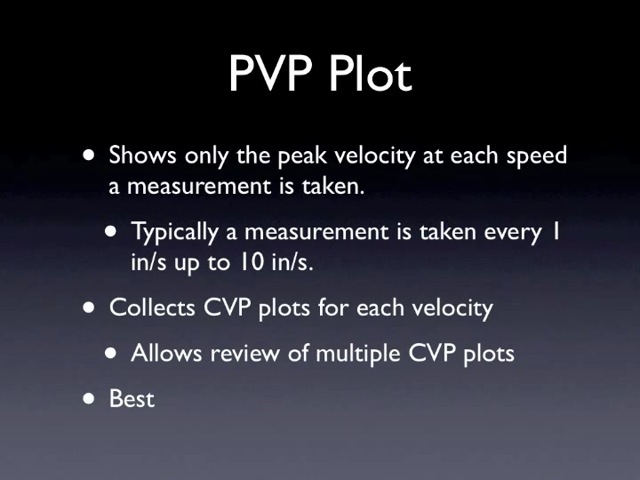 PVP Plot
• Shows only the peak velocity at each speed
a measurement is taken.
• Typically a measurement is taken every 1
in/s up to 10 in/s.
• Collects CVP plots for each velocity
• Allows review of multiple CVP plots
• Best